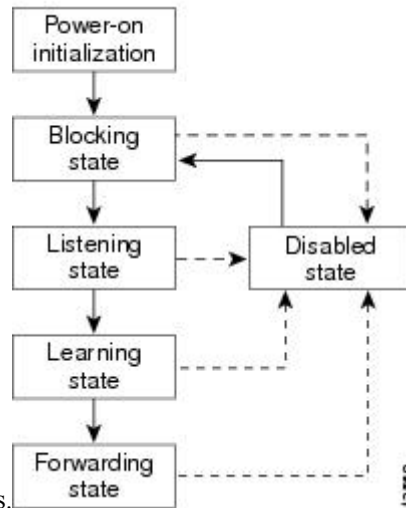 Power-on
initialization
Blocking
state
Listening
state
Disabled
state
Learning
state
Forwarding
state
s.